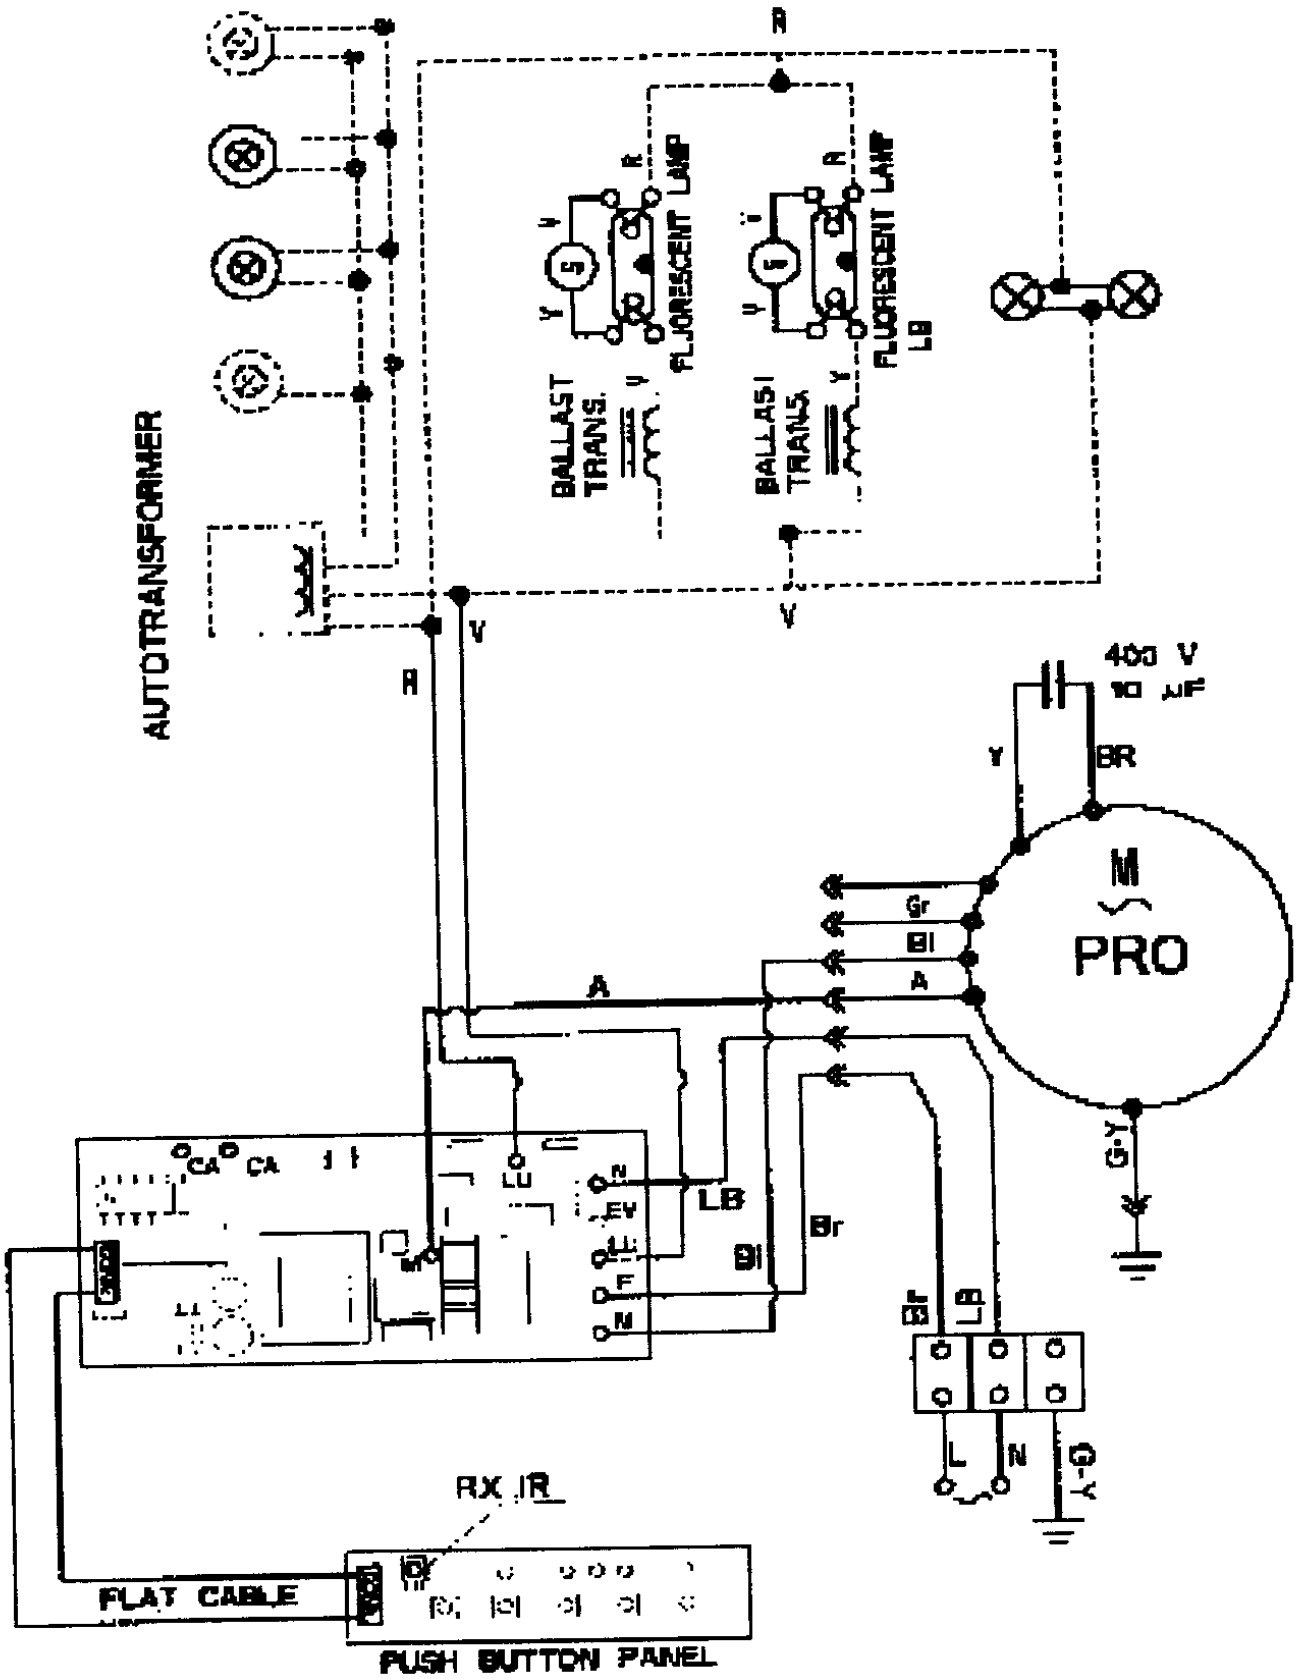 R
R
R
FLUORESCENT LAMP
FLUORESCENT LAMP
LB
V
Y
V
V
Y
BALLAST
TRANS.
BALLAST
TRANS.
AUTOTRANSFORMER
V
V
R
400 V
10 µF
Y
BR
M
PRO
Gr
Bl
A
A
G-Y
CA
CA
LU
N
EV
LL
F
M
M
LB
Bl
Br
Br
LB
L
N
G-Y
RX IR
FLAT CABLE
PUSH BUTTON PANEL